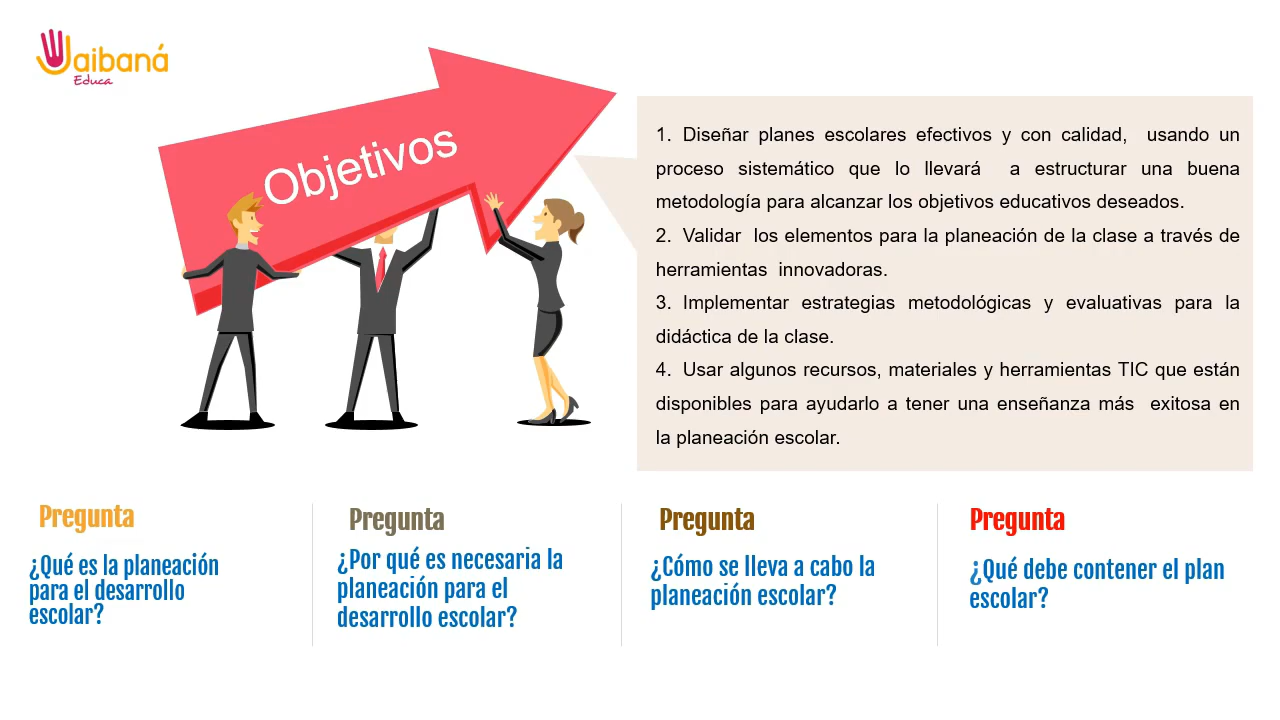 Jaibaná
Educa
Objetivos
1. Diseñar planes escolares efectivos y con calidad, usando un
proceso sistemático que lo llevará a estructurar una buena
metodología para alcanzar los objetivos educativos deseados.
2. Validar los elementos para la planeación de la clase a través de
herramientas innovadoras.
3. Implementar estrategias metodológicas y evaluativas para la
didáctica de la clase.
4. Usar algunos recursos, materiales y herramientas TIC que están
disponibles para ayudarlo a tener una enseñanza más exitosa en
la planeación escolar.
Pregunta
¿Qué es la planeación
para el desarrollo
escolar?
Pregunta
¿Por qué es necesaria la
planeación para el
desarrollo escolar?
Pregunta
¿Cómo se lleva a cabo la
planeación escolar?
Pregunta
¿Qué debe contener el plan
escolar?